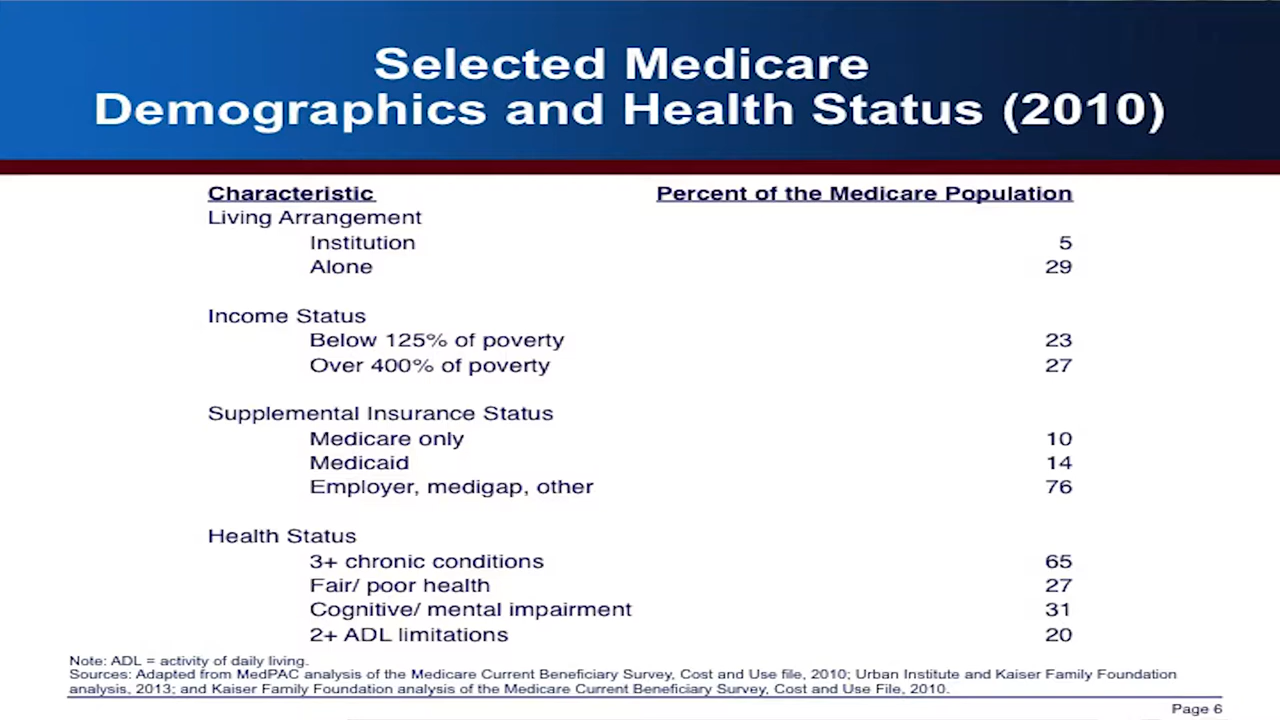 Selected Medicare
Demographics and Health Status (2010)
Characteristic Percent of the Medicare Population
Living Arrangement
Institution 5
Alone 29
Income Status
Below 125% of poverty 23
Over 400% of poverty 27
Supplemental Insurance Status
Medicare only 10
Medicaid 14
Employer, medigap, other 76
Health Status
3+ chronic conditions 65
Fair/ poor health 27
Cognitive/ mental impairment 31
2+ ADL limitations 20
Note: ADL = activity of daily living.
Sources: Adapted from MedPAC analysis of the Medicare Current Beneficiary Survey, Cost and Use file, 2010; Urban Institute and Kaiser Family Foundation
analysis, 2013; and Kaiser Family Foundation analysis of the Medicare Current Beneficiary Survey, Cost and Use File, 2010.
Page 6